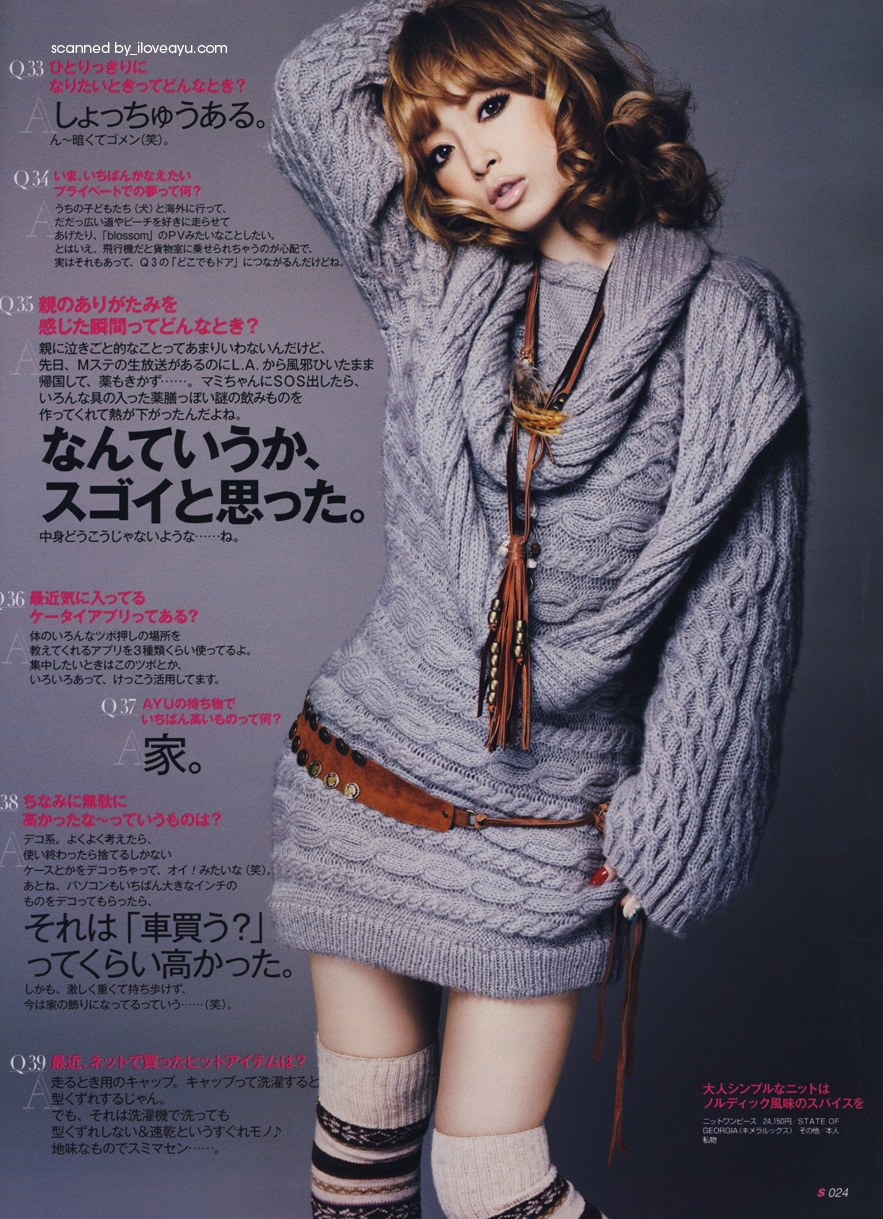 scanned by_iloveayu.com
Q33 ひとりっきりに
なりたいときってどんなとき?
A しょっちゅうある。
ん〜暗くてゴメン(笑)。
Q34 いま、いちばんかなえたい
プライベートでの夢って何?
A うちの子どもたち(犬)と海外に行って、
だだっ広い道やビーチを好きに走らせて
あげたり、「blossom」のPVみたいなことしたい。
とはいえ、飛行機だと貨物室に乗せられちゃうのが心配で、
実はそれもあって、Q3の「どこでもドア」につながるんだけどね。
Q35 親のありがたみを
感じた瞬間ってどんなとき?
A 親に泣きごと的なことってあまりいわないんだけど、
先日、Mステの生放送があるのにL.A.から風邪ひいたまま
帰国して、薬もきかず……。マミちゃんにSOS出したら、
いろんな具の入った薬膳っぽい謎の飲みものを
作ってくれて熱が下がったんだよね。
なんていうか、
スゴイと思った。
中身どうこうじゃないような……ね。
Q36 最近気に入ってる
ケータイアプリってある?
A 体のいろんなツボ押しの場所を
教えてくれるアプリを3種類くらい使ってるよ。
集中したいときはこのツボとか、
いろいろあって、けっこう活用してます。
Q37 AYUの持ち物で
いちばん高いものって何?
A 家。
38 ちなみに無駄に
高かったな〜っていうものは?
A デコ系。よくよく考えたら、
使い終わったら捨てるしかない
ケースとかをデコっちゃって、オイ!みたいな(笑)。
あとね、パソコンもいちばん大きなインチの
ものをデコってもらったら、
それは「車買う?」
ってくらい高かった。
しかも、激しく重くて持ち歩けず、
今は家の飾りになってるっていう……(笑)。
Q39 最近、ネットで買ったヒットアイテムは?
A 走るとき用のキャップ。キャップって洗濯すると
型くずれするじゃん。
でも、それは洗濯機で洗っても
型くずれしない&速乾というすぐれモノ♪
地味なものでスミマセン……。
大人シンプルなニットは
ノルディック風味のスパイスを
ニットワンピース 24,150円/STATE OF
GEORGIA(キメラルックス) その他/本人
私物
S 024